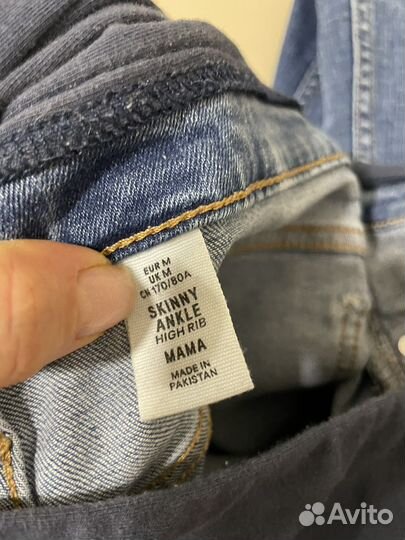 EUR M
UK M
CN 170/80A
SKINNY
ANKLE
HIGH RIB
MAMA
MADE IN
PAKISTAN
Avito